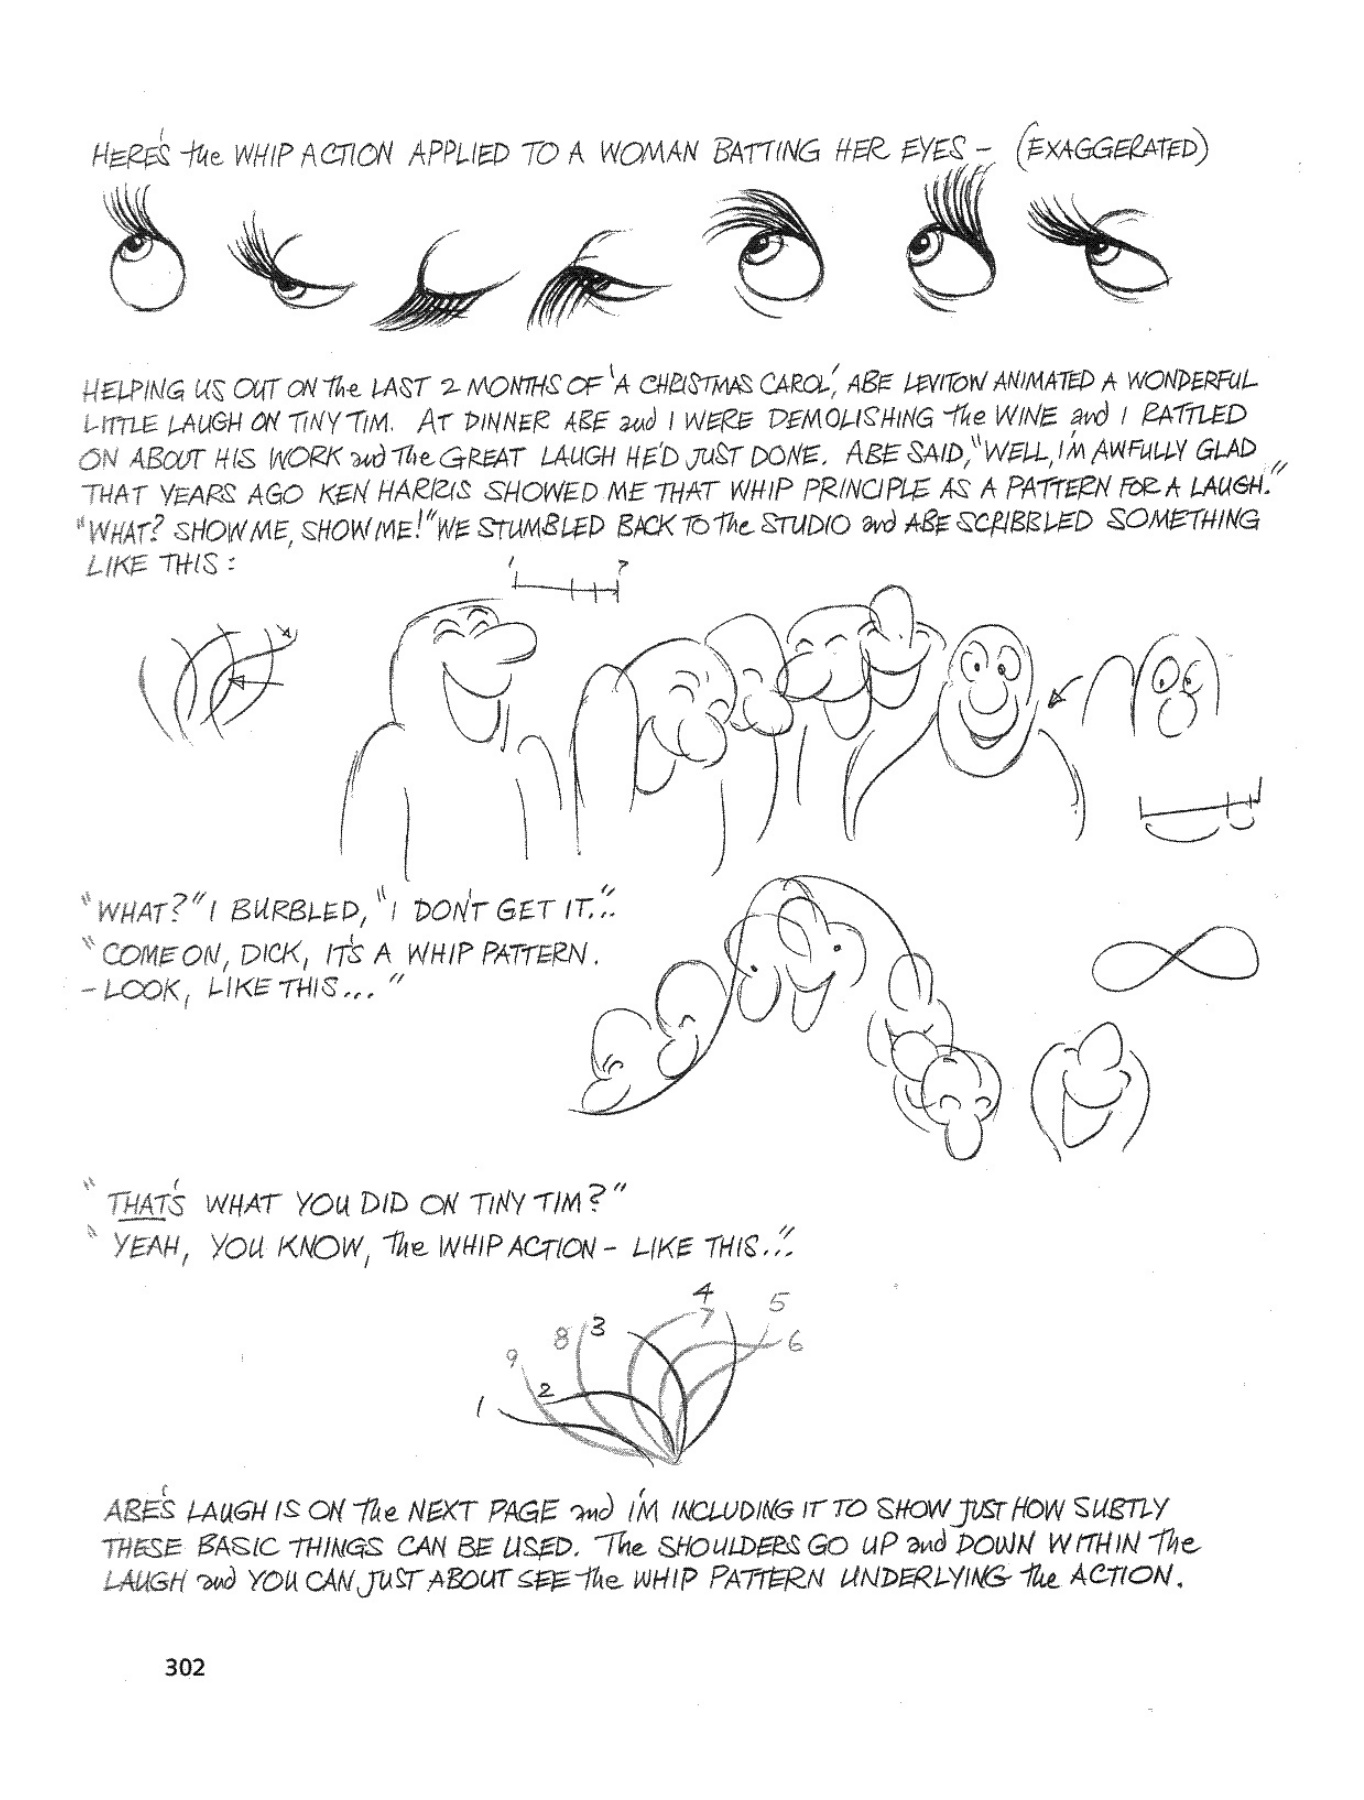 HERE'S the WHIP ACTION APPLIED TO A WOMAN BATTING HER EYES - (EXAGGERATED)
HELPING US OUT ON the LAST 2 MONTHS OF 'A CHRISTMAS CAROL', ABE LEVITOW ANIMATED A WONDERFUL
LITTLE LAUGH ON TINY TIM. AT DINNER ABE and I WERE DEMOLISHING the WINE and I RATTLED
ON ABOUT HIS WORK and The GREAT LAUGH HE'D JUST DONE. ABE SAID, "WELL, I'M AWFULLY GLAD
THAT YEARS AGO KEN HARRIS SHOWED ME THAT WHIP PRINCIPLE AS A PATTERN FOR A LAUGH."
"WHAT? SHOW ME, SHOW ME!" WE STUMBLED BACK TO The STUDIO and ABE SCRIBBLED SOMETHING
LIKE THIS:
1 7
"WHAT?" I BURBLED, "I DON'T GET IT..."
"COME ON, DICK, IT'S A WHIP PATTERN.
- LOOK, LIKE THIS..."
"THAT'S WHAT YOU DID ON TINY TIM?"
"YEAH, YOU KNOW, The WHIP ACTION - LIKE THIS..."
4 5
9 8 3 7 6
1 2
ABE'S LAUGH IS ON The NEXT PAGE and I'M INCLUDING IT TO SHOW JUST HOW SUBTLY
THESE BASIC THINGS CAN BE USED. The SHOULDERS GO UP and DOWN WITHIN The
LAUGH and YOU CAN JUST ABOUT SEE the WHIP PATTERN UNDERLYING the ACTION.
302